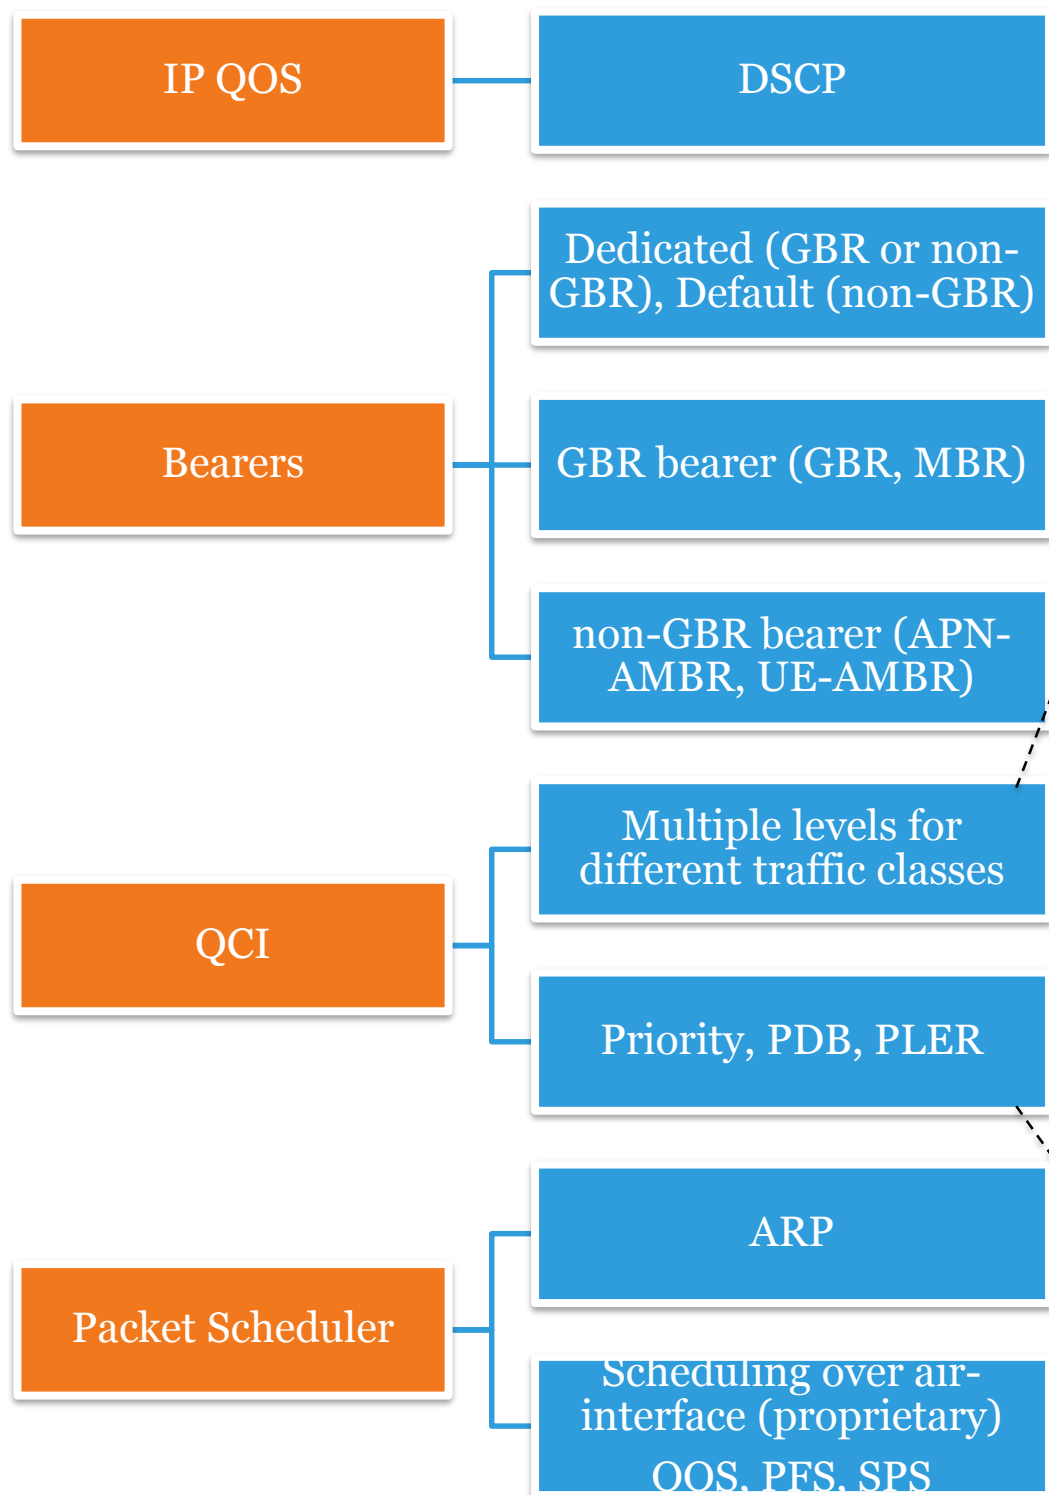 IP QOS
DSCP
Dedicated (GBR or non-
GBR), Default (non-GBR)
Bearers
GBR bearer (GBR, MBR)
non-GBR bearer (APN-
AMBR, UE-AMBR)
QCI
Multiple levels for
different traffic classes
Priority, PDB, PLER
Packet Scheduler
ARP
Scheduling over air-
interface (proprietary)
QOS, PFS, SPS